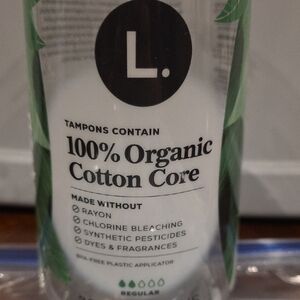 L.
TAMPONS CONTAIN
100% Organic
Cotton Core
MADE WITHOUT
RAYON
CHLORINE BLEACHING
SYNTHETIC PESTICIDES
DYES & FRAGRANCES
BPA-FREE PLASTIC APPLICATOR
REGULAR